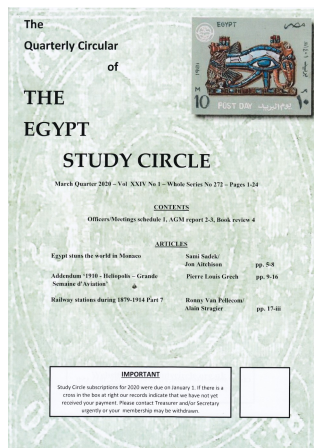 The
Quarterly Circular
of
THE
EGYPT
STUDY CIRCLE
EGYPT مصر
1980
M
10
POST DAY يوم البريد
١٠
م
March Quarter 2020 – Vol XXIV No 1 – Whole Series No 272 – Pages 1-24
CONTENTS
Officers/Meetings schedule 1, AGM report 2-3, Book review 4
ARTICLES
Egypt stuns the world in Monaco Sami Sadek/
Jon Aitchison pp. 5-8
Addendum '1910 - Heliopolis – Grande Pierre Louis Grech pp. 9-16
Semaine d'Aviation'
Railway stations during 1879-1914 Part 7 Ronny Van Pellecom/
Alain Stragier pp. 17-iii
IMPORTANT
Study Circle subscriptions for 2020 were due on January 1. If there is a
cross in the box at right our records indicate that we have not yet
received your payment. Please contact Treasurer and/or Secretary
urgently or your membership may be withdrawn.